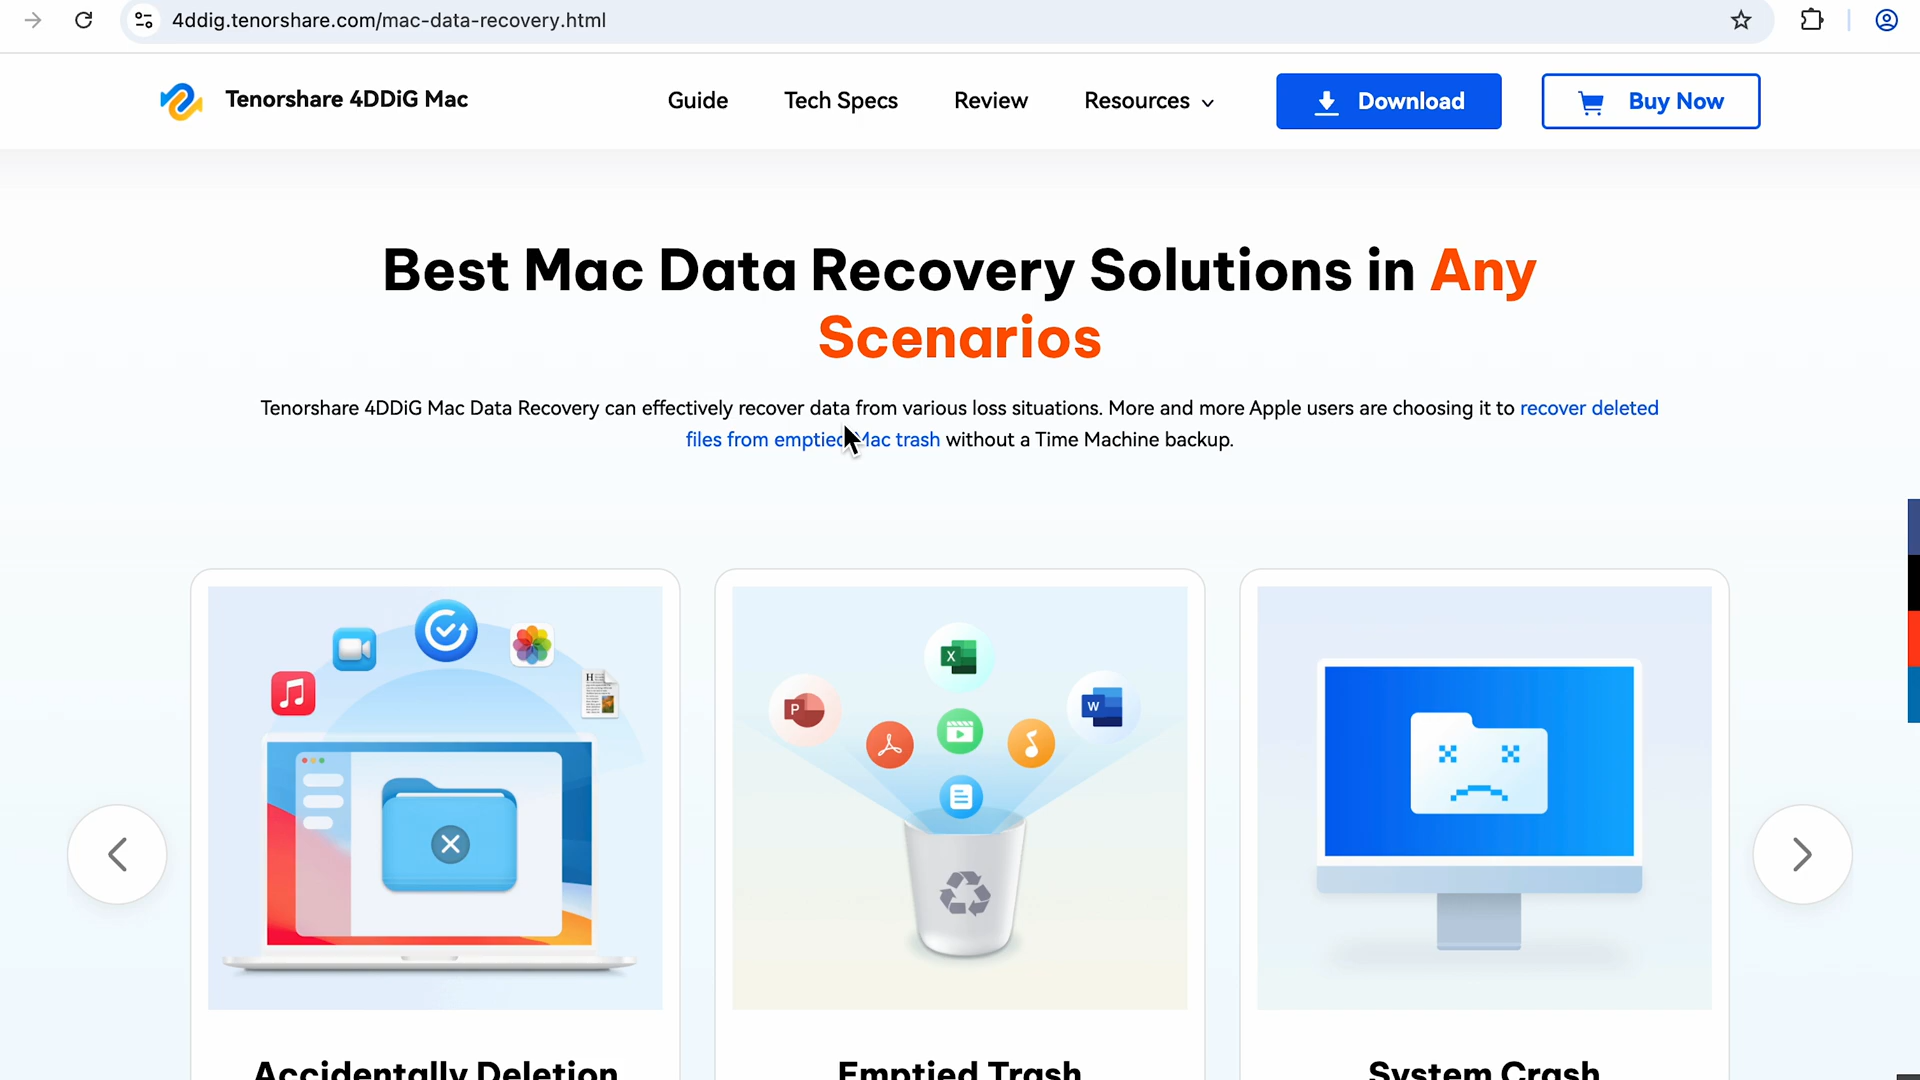 4ddig.tenorshare.com/mac-data-recovery.html
Tenorshare 4DDiG Mac
Guide
Tech Specs
Review
Resources
Download
Buy Now
Best Mac Data Recovery Solutions in Any
Scenarios
Tenorshare 4DDiG Mac Data Recovery can effectively recover data from various loss situations. More and more Apple users are choosing it to recover deleted
files from emptied Mac trash without a Time Machine backup.
X
P
W
H
Accidentally Deletion
Emptied Trash
System Crash